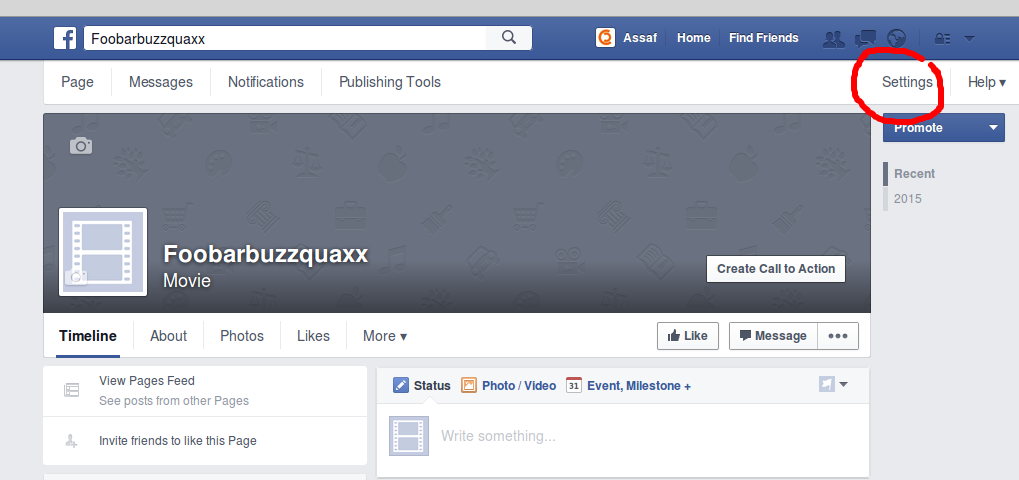 Foobarbuzzquaxx
Assaf Home Find Friends
Page Messages Notifications Publishing Tools Settings Help ▾
Promote
Recent
2015
Foobarbuzzquaxx
Movie
Create Call to Action
Timeline About Photos Likes More ▾
Like Message •••
View Pages Feed
See posts from other Pages
Invite friends to like this Page
Status Photo / Video 31 Event, Milestone +
Write something...